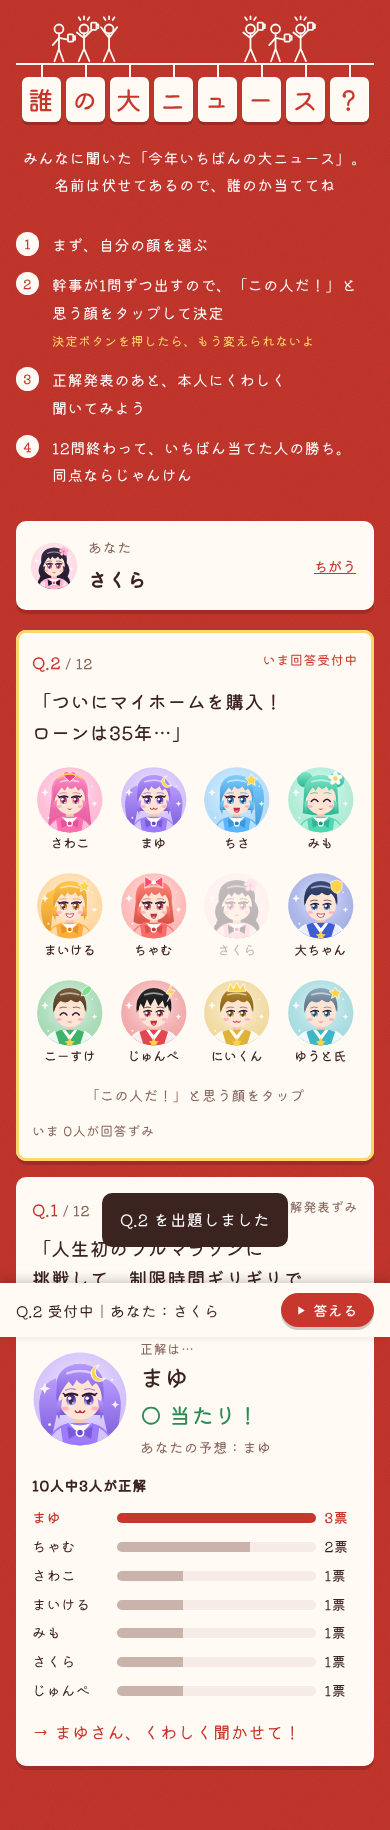 誰の大ニュース?
みんなに聞いた「今年いちばんの大ニュース」。
名前は伏せてあるので、誰のか当ててね
1 まず、自分の顔を選ぶ
2 幹事が1問ずつ出すので、「この人だ!」と
思う顔をタップして決定
決定ボタンを押したら、もう変えられないよ
3 正解発表のあと、本人にくわしく
聞いてみよう
4 12問終わって、いちばん当てた人の勝ち。
同点ならじゃんけん
あなた
さくら
ちがう
Q.2 / 12 いま回答受付中
「ついにマイホームを購入!
ローンは35年…」
さわこ まゆ ちさ みも
まいける ちゃむ さくら 大ちゃん
こーすけ じゅんぺ にいくん ゆうと氏
「この人だ!」と思う顔をタップ
いま 0人が回答ずみ
Q.1 / 12 解発表ずみ
Q.2 を出題しました
「人生初のフルマラソンに
挑戦して、制限時間ギリギリで
Q.2 受付中|あなた:さくら ▶ 答える
正解は…
まゆ
〇 当たり!
あなたの予想:まゆ
10人中3人が正解
まゆ 3票
ちゃむ 2票
さわこ 1票
まいける 1票
みも 1票
さくら 1票
じゅんぺ 1票
→ まゆさん、くわしく聞かせて!